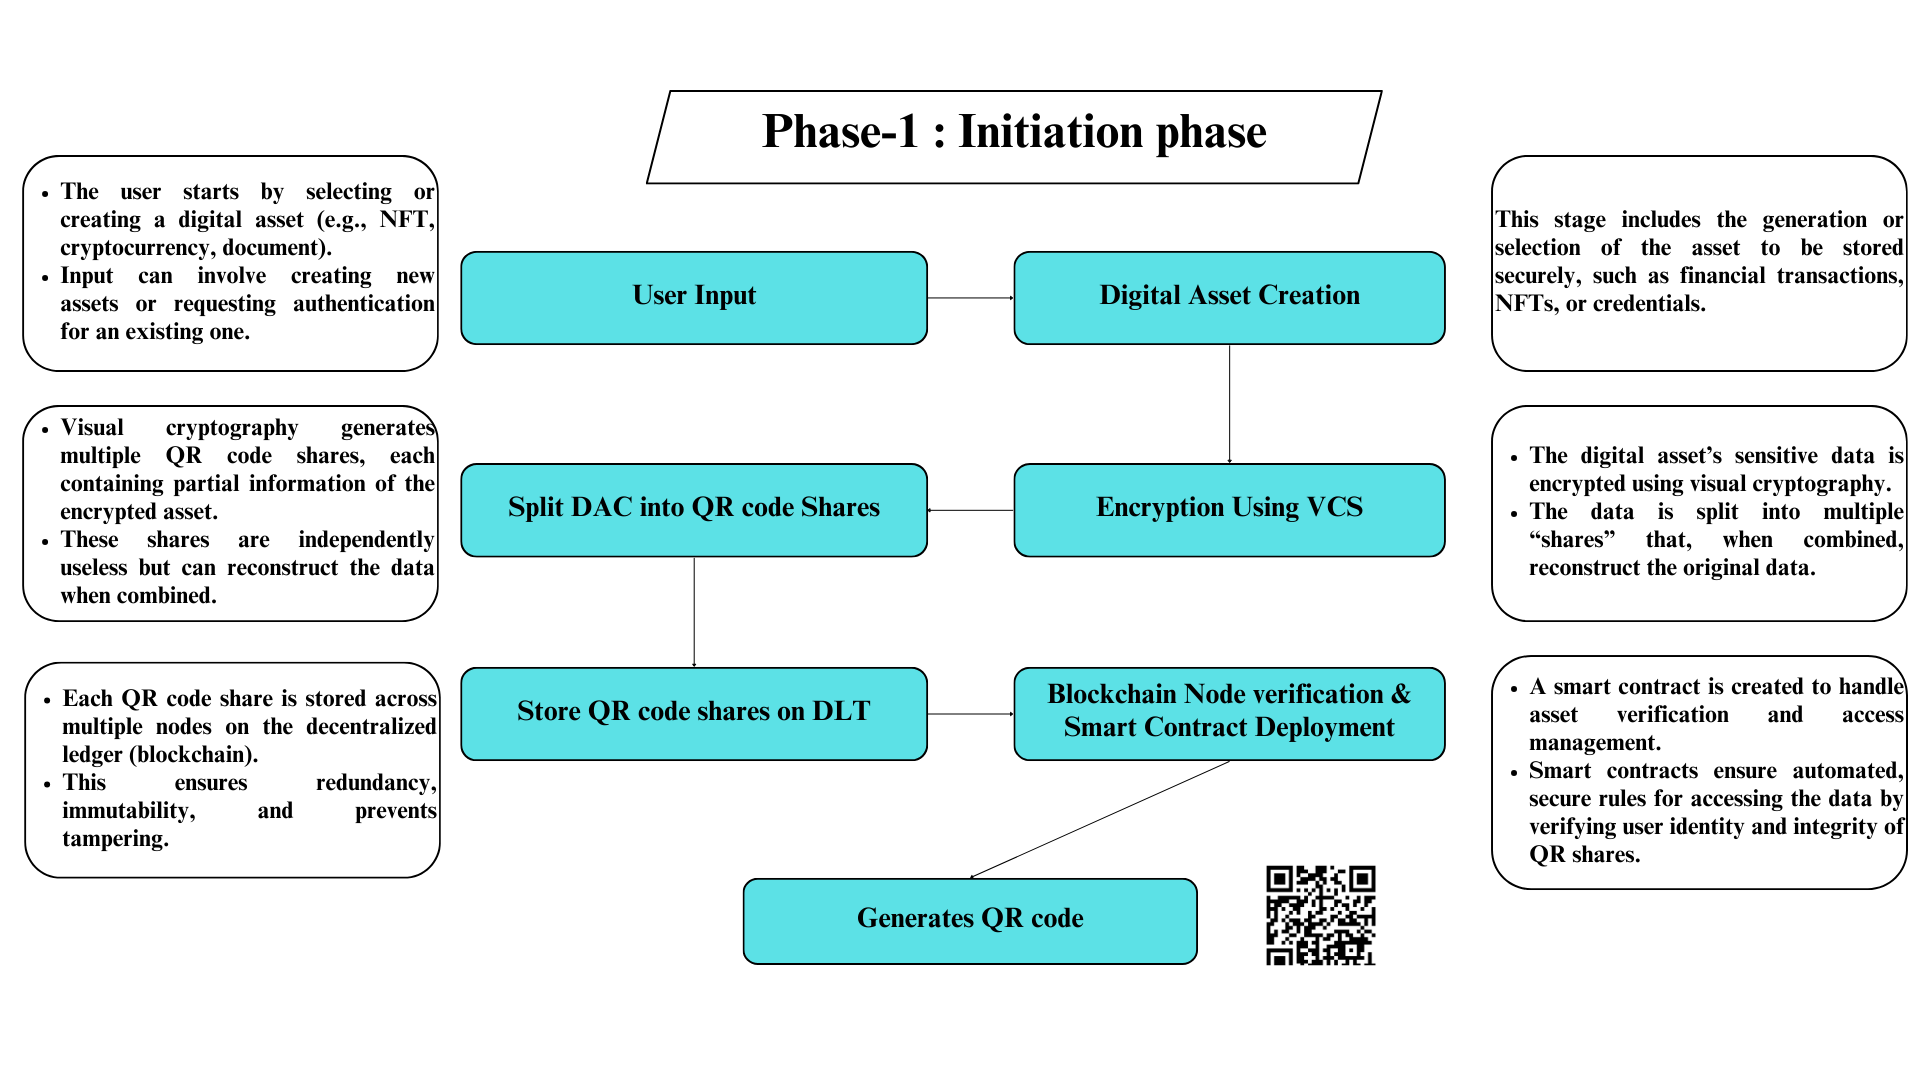 Phase-1 : Initiation phase
• The user starts by selecting or
creating a digital asset (e.g., NFT,
cryptocurrency, document).
• Input can involve creating new
assets or requesting authentication
for an existing one.
User Input
Digital Asset Creation
This stage includes the generation or
selection of the asset to be stored
securely, such as financial transactions,
NFTs, or credentials.
• Visual cryptography generates
multiple QR code shares, each
containing partial information of the
encrypted asset.
• These shares are independently
useless but can reconstruct the data
when combined.
Split DAC into QR code Shares
Encryption Using VCS
• The digital asset’s sensitive data is
encrypted using visual cryptography.
• The data is split into multiple
“shares” that, when combined,
reconstruct the original data.
• Each QR code share is stored across
multiple nodes on the decentralized
ledger (blockchain).
• This ensures redundancy,
immutability, and prevents
tampering.
Store QR code shares on DLT
Blockchain Node verification &
Smart Contract Deployment
• A smart contract is created to handle
asset verification and access
management.
• Smart contracts ensure automated,
secure rules for accessing the data by
verifying user identity and integrity of
QR shares.
Generates QR code